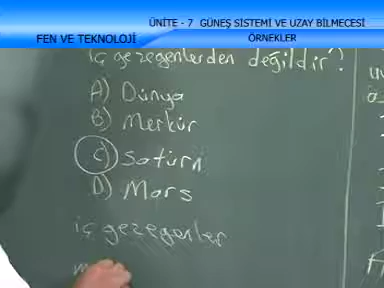 ÜNİTE - 7 GÜNEŞ SİSTEMİ VE UZAY BİLMECESİ
FEN VE TEKNOLOJİ
ÖRNEKLER
iç gezegenlerden değildir?
A) Dünya
B) Merkür
C) Satürn
D) Mars
iç gezegenler
m